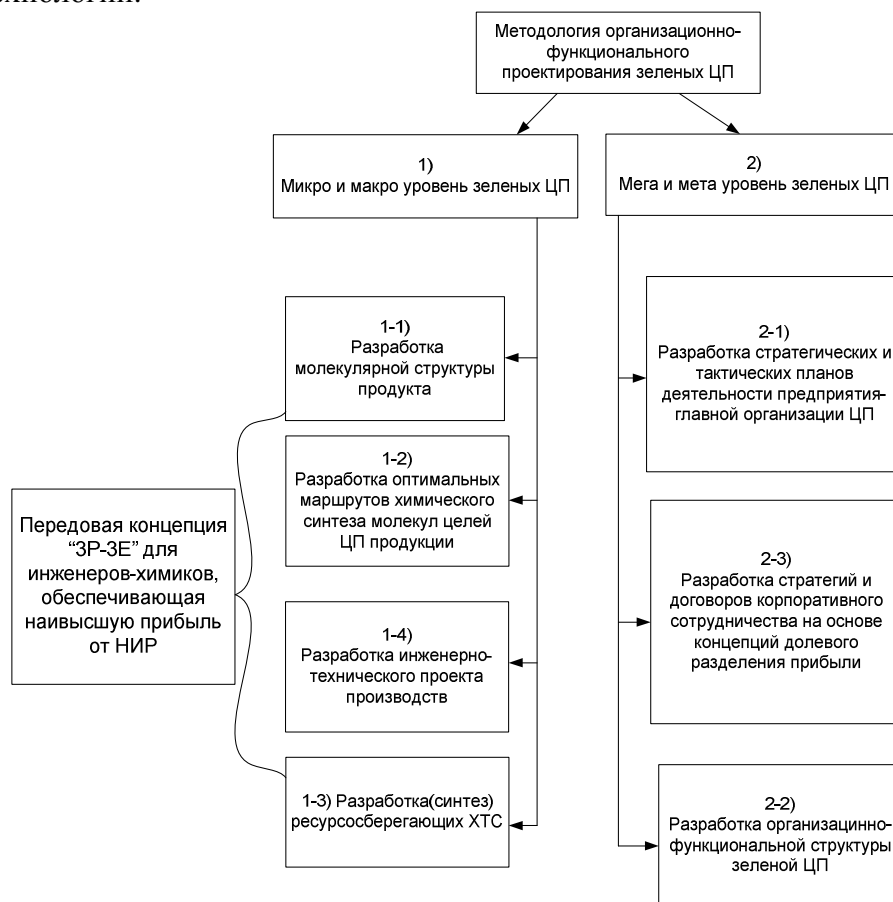 Методология организационно-
функционального
проектирования зеленых ЦП
1)
Микро и макро уровень зеленых ЦП
2)
Мега и мета уровень зеленых ЦП
1-1)
Разработка
молекулярной структуры
продукта
1-2)
Разработка оптимальных
маршрутов химического
синтеза молекул целей
ЦП продукции
1-4)
Разработка инженерно-
технического проекта
производств
1-3) Разработка(синтез)
ресурсосберегающих ХТС
Передовая концепция
“3P-3E” для
инженеров-химиков,
обеспечивающая
наивысшую прибыль
от НИР
2-1)
Разработка стратегических и
тактических планов
деятельности предприятия-
главной организации ЦП
2-3)
Разработка стратегий и
договоров корпоративного
сотрудничества на основе
концепций долевого
разделения прибыли
2-2)
Разработка организацинно-
функциональной структуры
зеленой ЦП